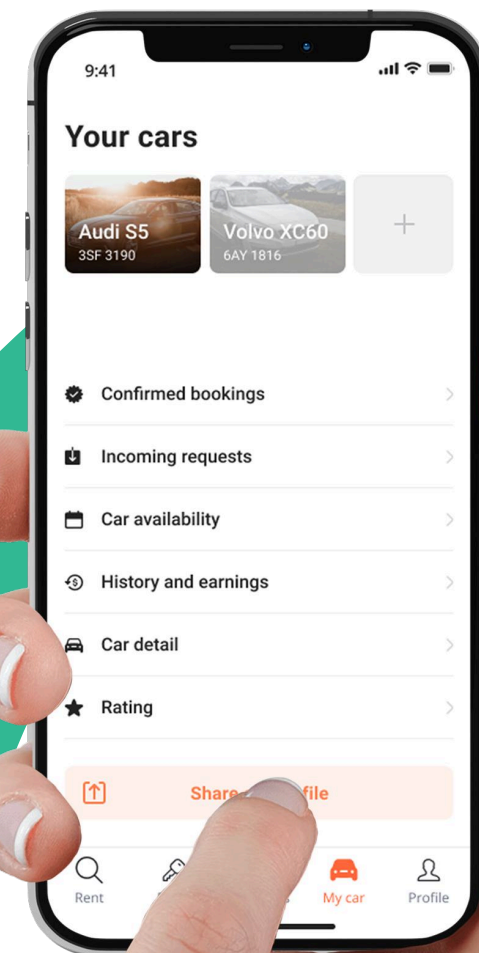 9:41
Your cars
Audi S5
3SF 3190
Volvo XC60
6AY 1816
Confirmed bookings
Incoming requests
Car availability
History and earnings
Car detail
Rating
Share
Rent
My car
Profile